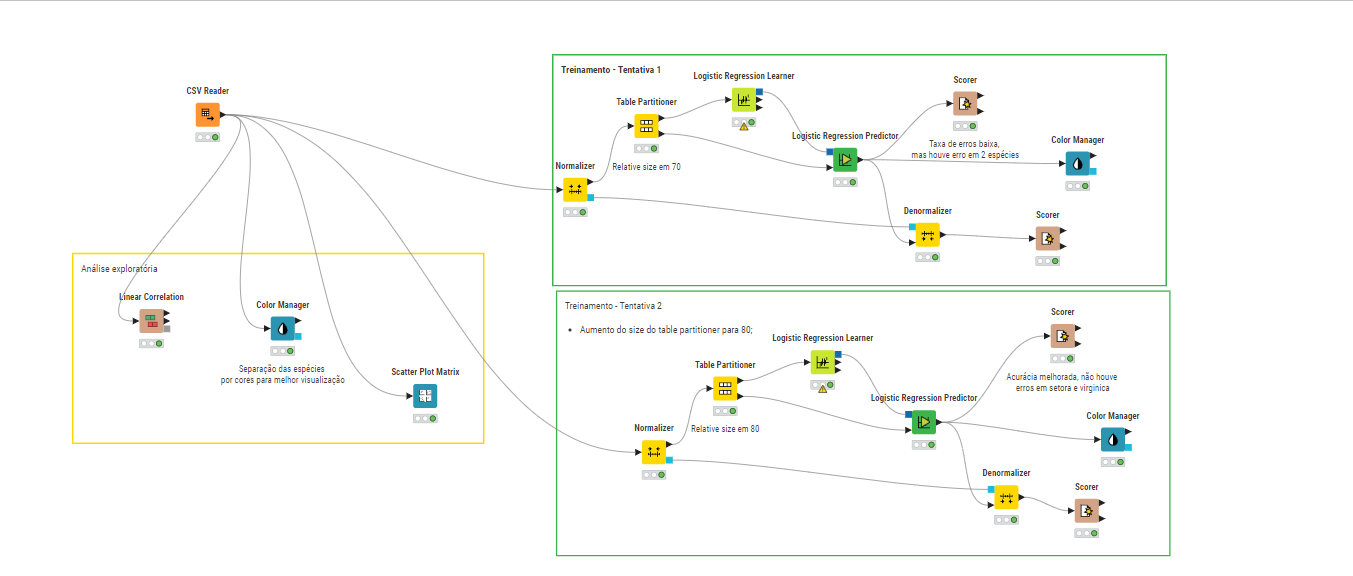 CSV Reader
Análise exploratória
Linear Correlation
Color Manager
Separação das espécies
por cores para melhor visualização
Scatter Plot Matrix
Treinamento - Tentativa 1
Normalizer
Table Partitioner
Relative size em 70
Logistic Regression Learner
Logistic Regression Predictor
Scorer
Taxa de erros baixa,
mas houve erro em 2 espécies
Color Manager
Denormalizer
Scorer
Treinamento - Tentativa 2
• Aumento do size do table partitioner para 80;
Normalizer
Table Partitioner
Relative size em 80
Logistic Regression Learner
Logistic Regression Predictor
Scorer
Acurácia melhorada, não houve
erros em setora e virginica
Color Manager
Denormalizer
Scorer